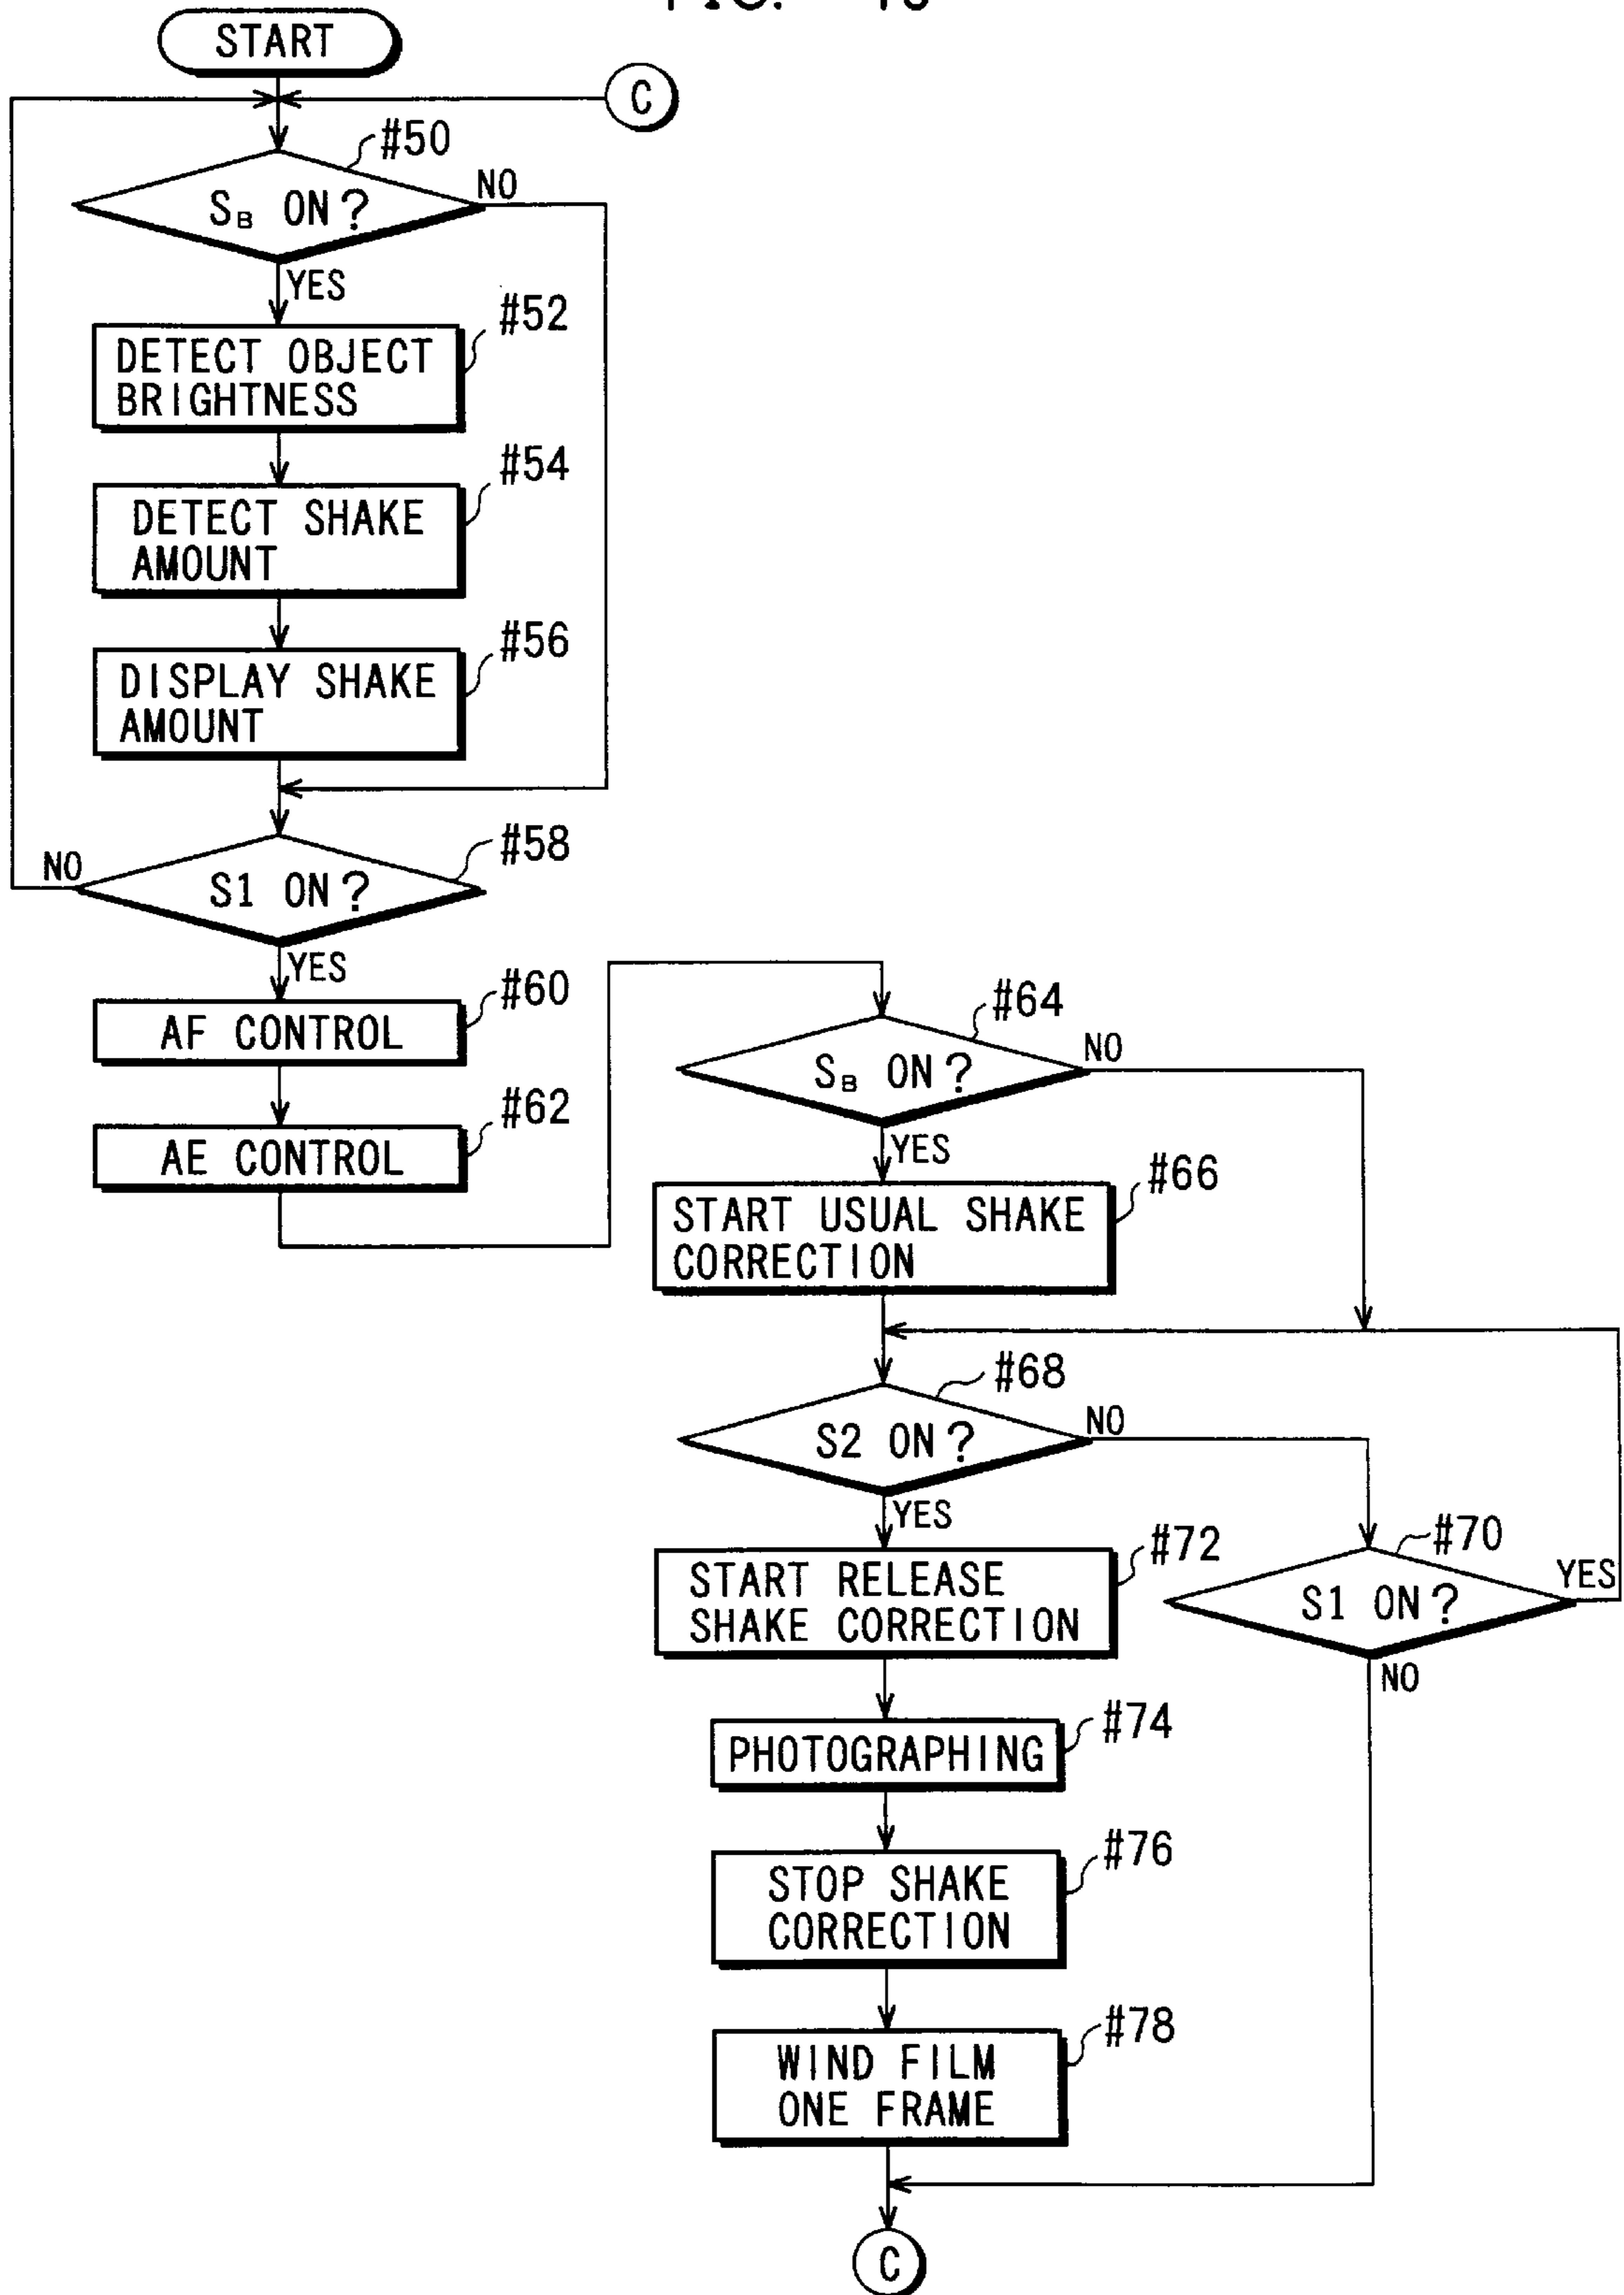 FIG.
START
C
#50
S_B ON?
NO
YES
#52
DETECT OBJECT
BRIGHTNESS
#54
DETECT SHAKE
AMOUNT
#56
DISPLAY SHAKE
AMOUNT
#58
NO
S1 ON?
YES
#60
AF CONTROL
#62
AE CONTROL
#64
S_B ON?
NO
YES
#66
START USUAL SHAKE
CORRECTION
#68
S2 ON?
NO
YES
#70
S1 ON?
YES
NO
#72
START RELEASE
SHAKE CORRECTION
#74
PHOTOGRAPHING
#76
STOP SHAKE
CORRECTION
#78
WIND FILM
ONE FRAME
C